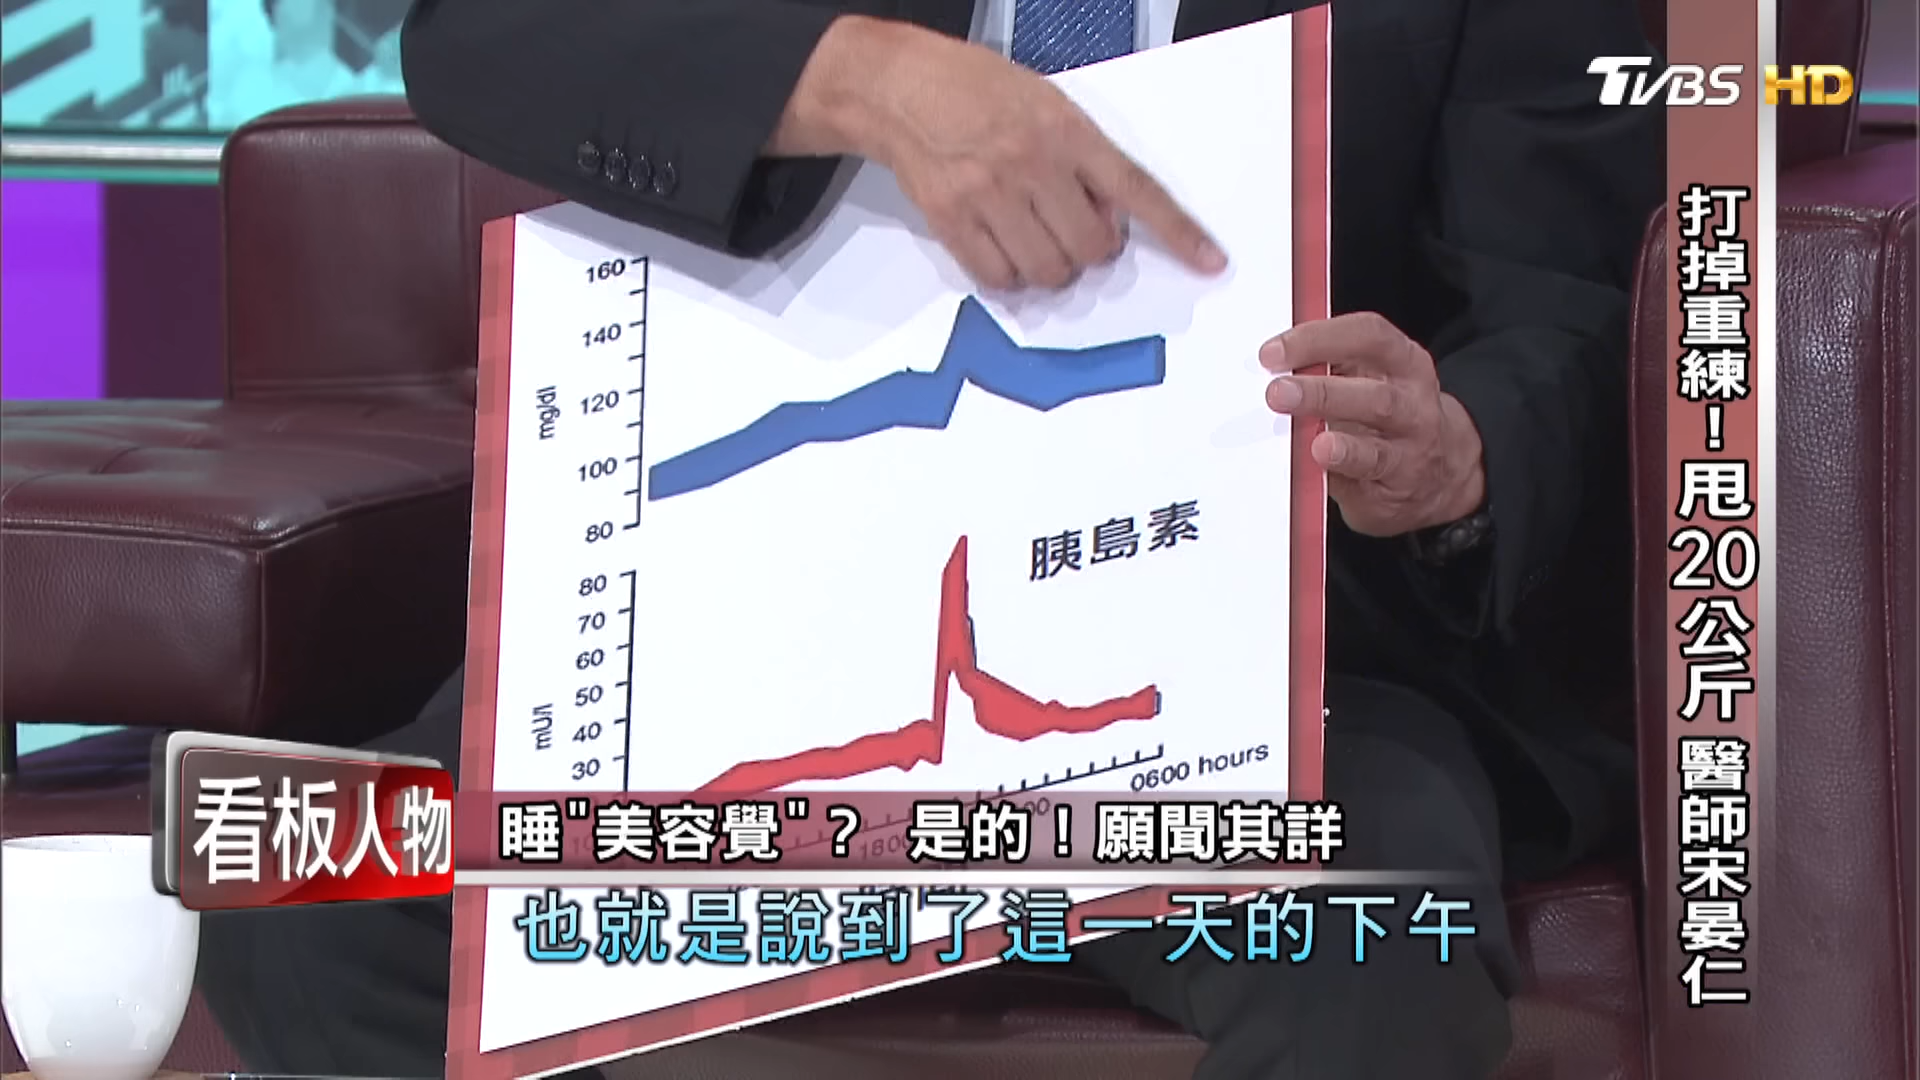 TVBS HD
打掉重練！甩20公斤 醫師宋晏仁
160
140
120
100
80
mg/dl
胰島素
80
70
60
50
40
30
mU/l
1800
0600 hours
看板人物
睡"美容覺"？ 是的！願聞其詳
也就是說到了這一天的下午